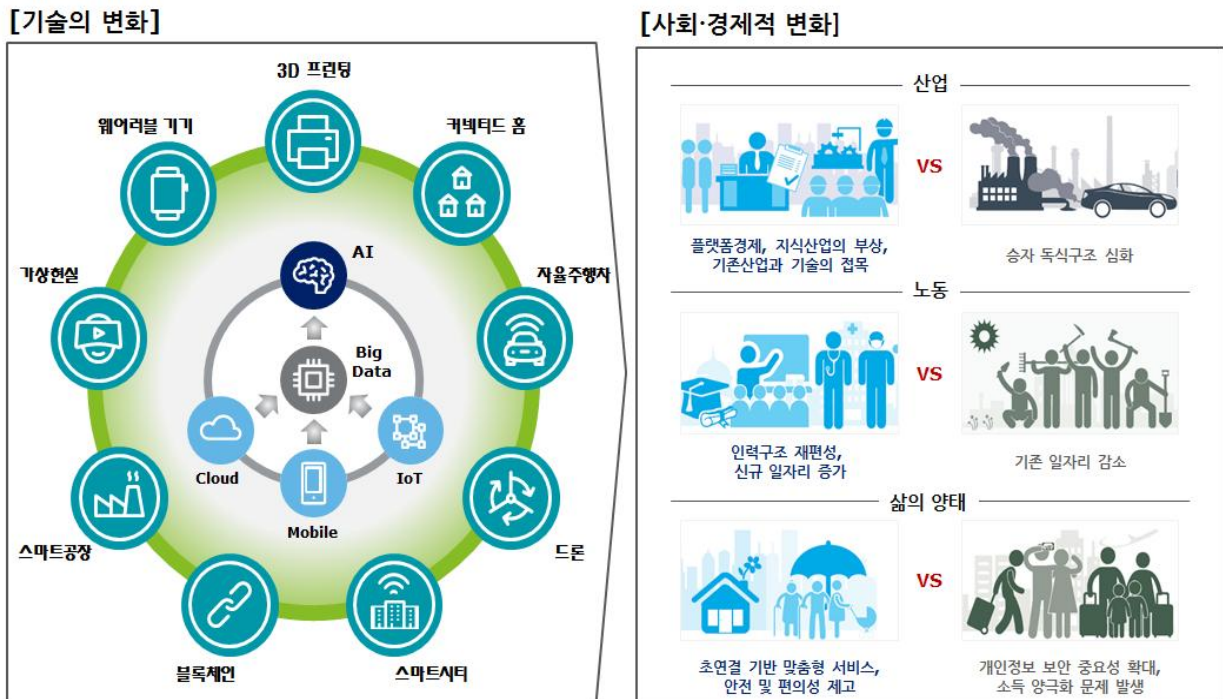 [기술의 변화]
3D 프린팅
웨어러블 기기
커넥티드 홈
AI
가상현실
자율주행차
Big
Data
Cloud
IoT
Mobile
스마트공장
드론
블록체인
스마트시티
[사회·경제적 변화]
산업
VS
플랫폼경제, 지식산업의 부상,
기존산업과 기술의 접목
승자 독식구조 심화
노동
VS
인력구조 재편성,
신규 일자리 증가
기존 일자리 감소
삶의 양태
VS
초연결 기반 맞춤형 서비스,
안전 및 편의성 제고
개인정보 보안 중요성 확대,
소득 양극화 문제 발생